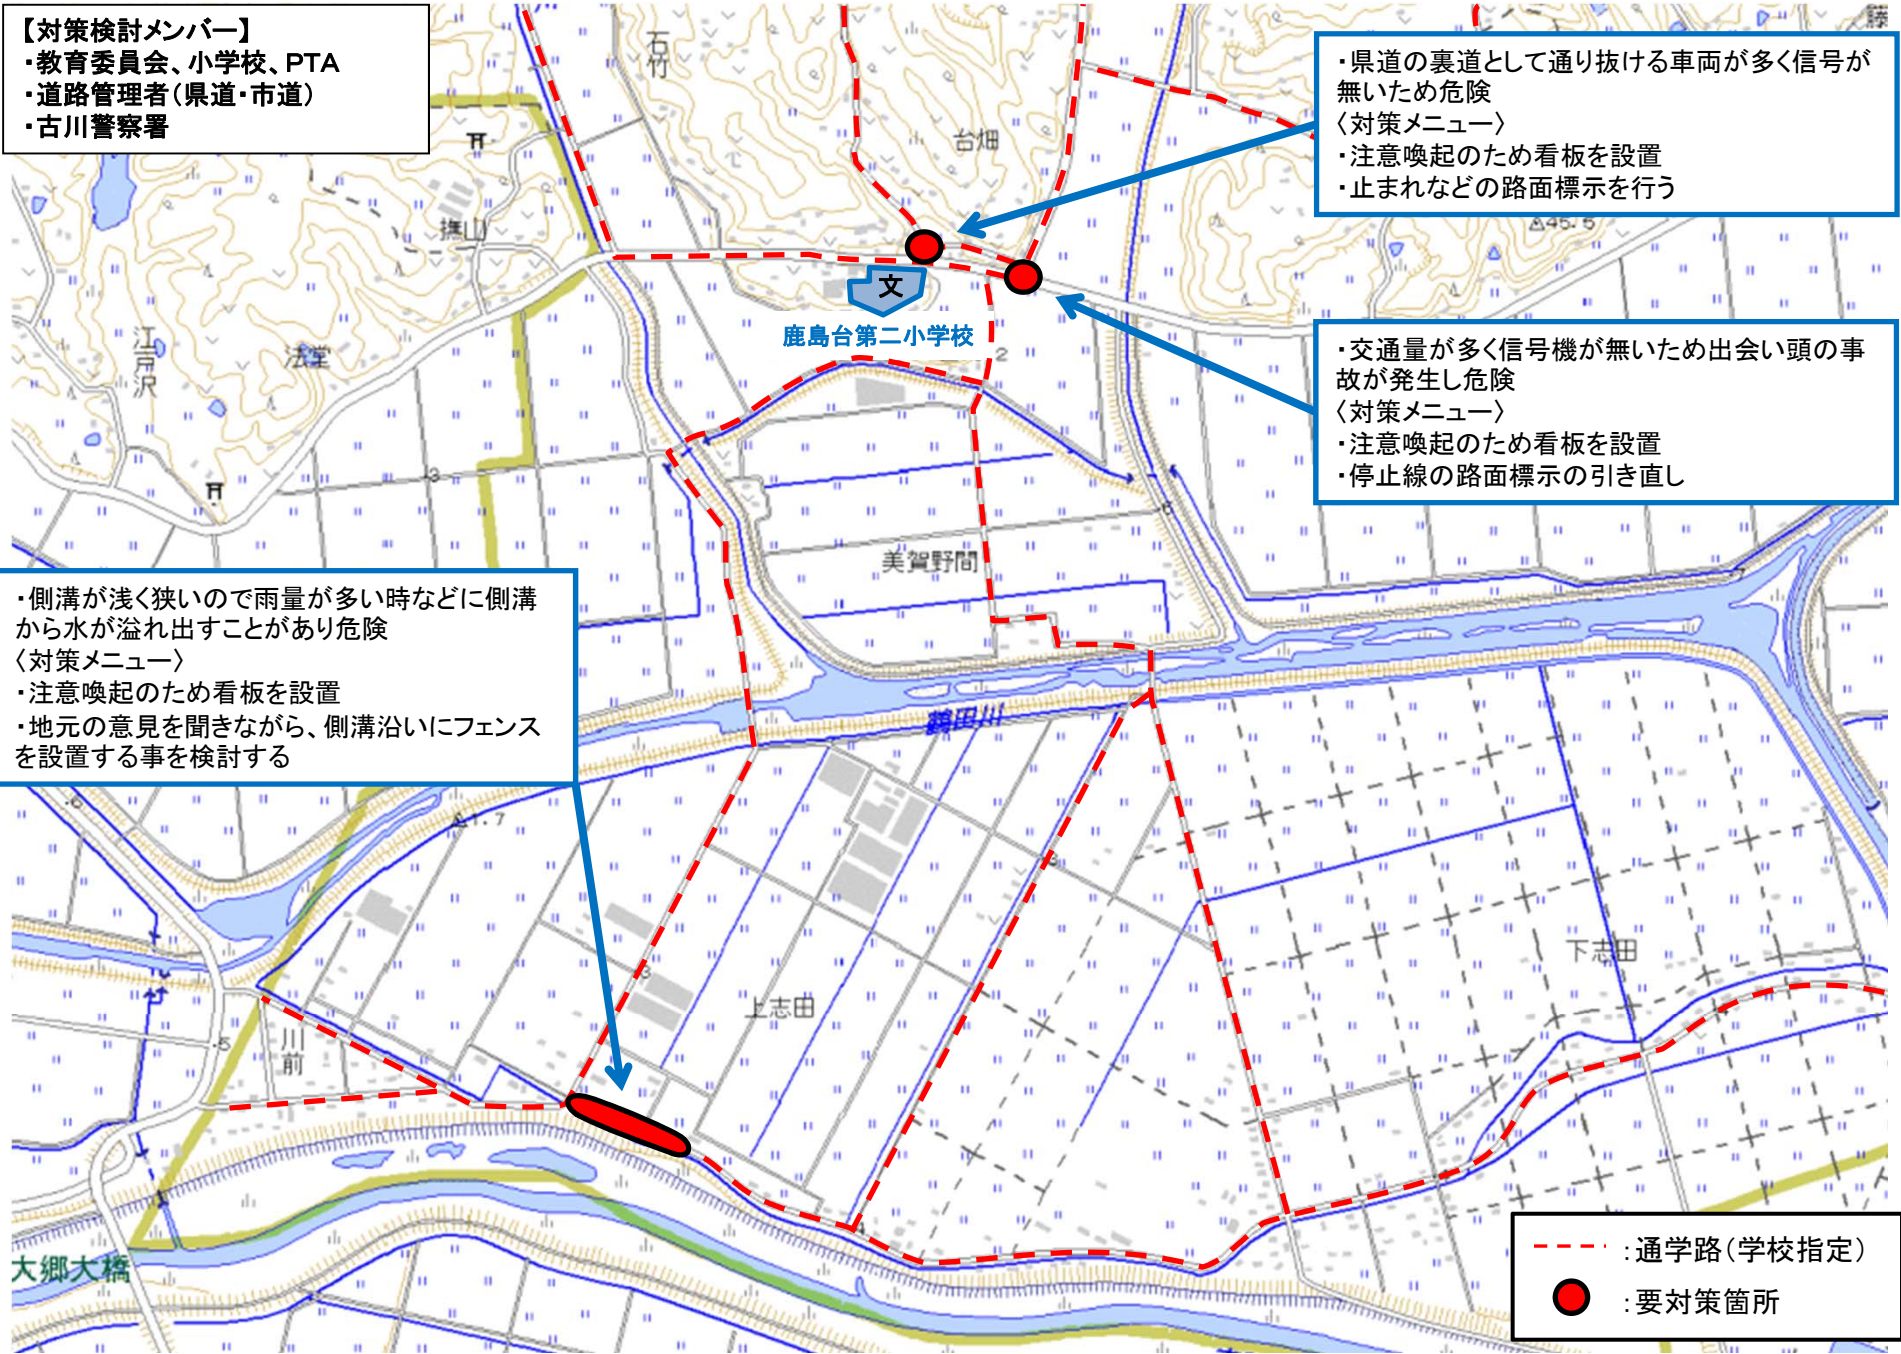 【対策検討メンバー】
・教育委員会、小学校、PTA
・道路管理者(県道・市道)
・古川警察署
・県道の裏道として通り抜ける車両が多く信号が
無いため危険
〈対策メニュー〉
・注意喚起のため看板を設置
・止まれなどの路面標示を行う
・交通量が多く信号機が無いため出会い頭の事
故が発生し危険
〈対策メニュー〉
・注意喚起のため看板を設置
・停止線の路面標示の引き直し
・側溝が浅く狭いので雨量が多い時などに側溝
から水が溢れ出すことがあり危険
〈対策メニュー〉
・注意喚起のため看板を設置
・地元の意見を聞きながら、側溝沿いにフェンス
を設置する事を検討する
石竹
台畑
文
鹿島台第二小学校
江戸沢
法堂
美賀野間
鶴田川
上志田
下志田
川前
大郷大橋
45.5
1.7
:通学路(学校指定)
:要対策箇所